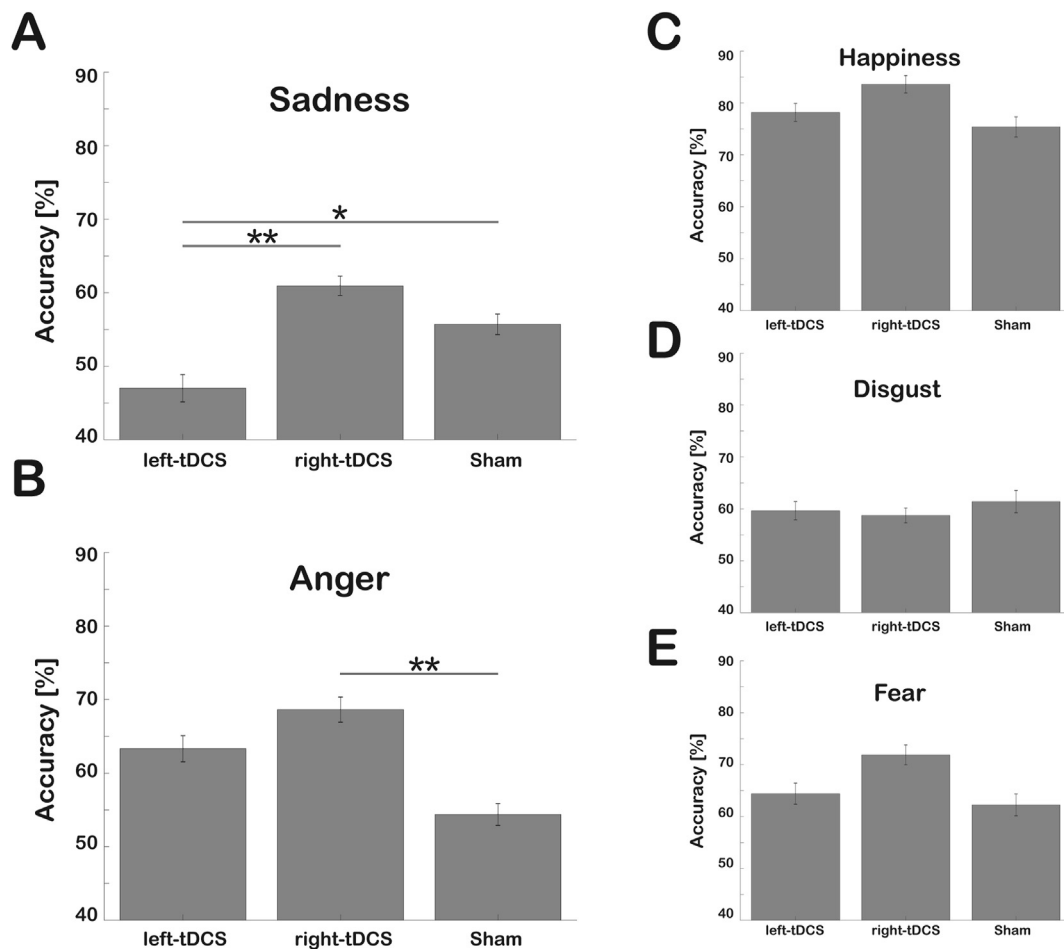 A
Sadness
Accuracy [%]
90
80
70
60
50
40
*
**
left-tDCS right-tDCS Sham
B
Anger
Accuracy [%]
90
80
70
60
50
40
**
left-tDCS right-tDCS Sham
C
Happiness
Accuracy [%]
90
80
70
60
50
40
left-tDCS right-tDCS Sham
D
Disgust
Accuracy [%]
90
80
70
60
50
40
left-tDCS right-tDCS Sham
E
Fear
Accuracy [%]
90
80
70
60
50
40
left-tDCS right-tDCS Sham